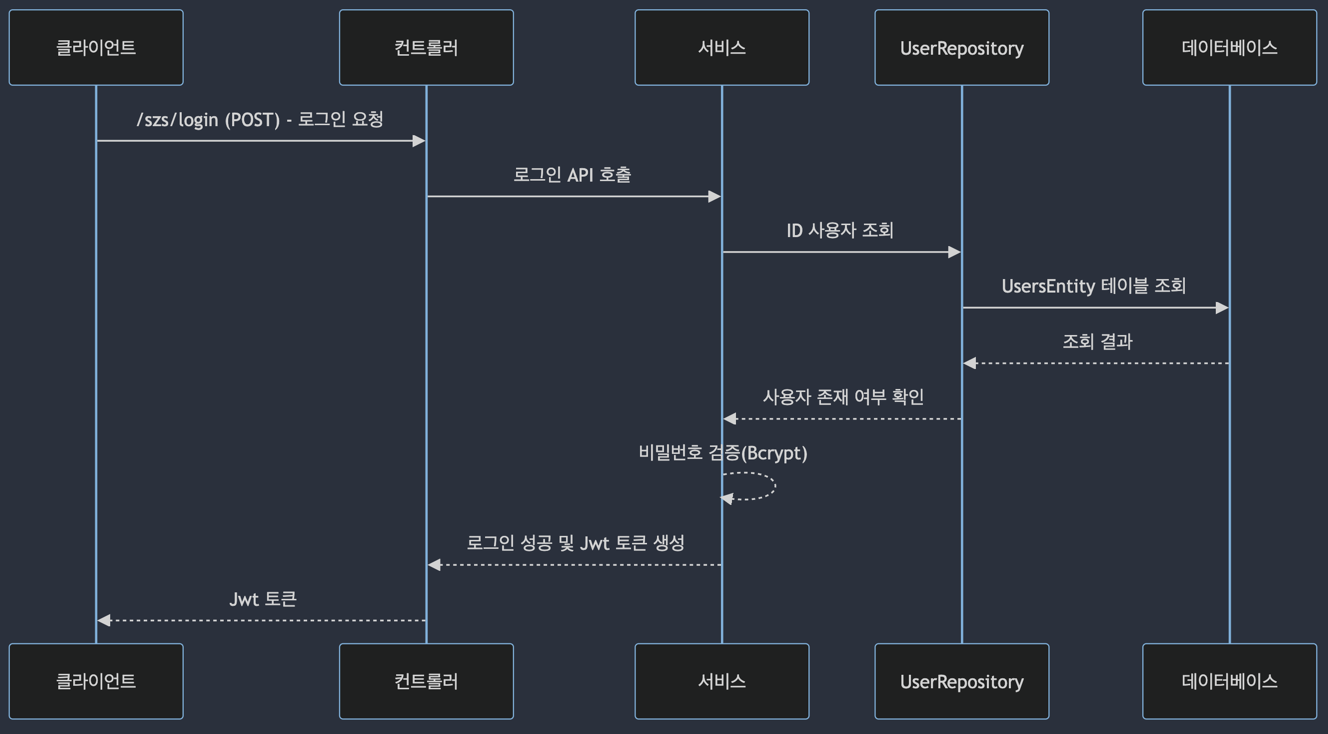 클라이언트
컨트롤러
서비스
UserRepository
데이터베이스
/szs/login (POST) - 로그인 요청
로그인 API 호출
ID 사용자 조회
UsersEntity 테이블 조회
조회 결과
사용자 존재 여부 확인
비밀번호 검증(Bcrypt)
로그인 성공 및 Jwt 토큰 생성
Jwt 토큰
클라이언트
컨트롤러
서비스
UserRepository
데이터베이스